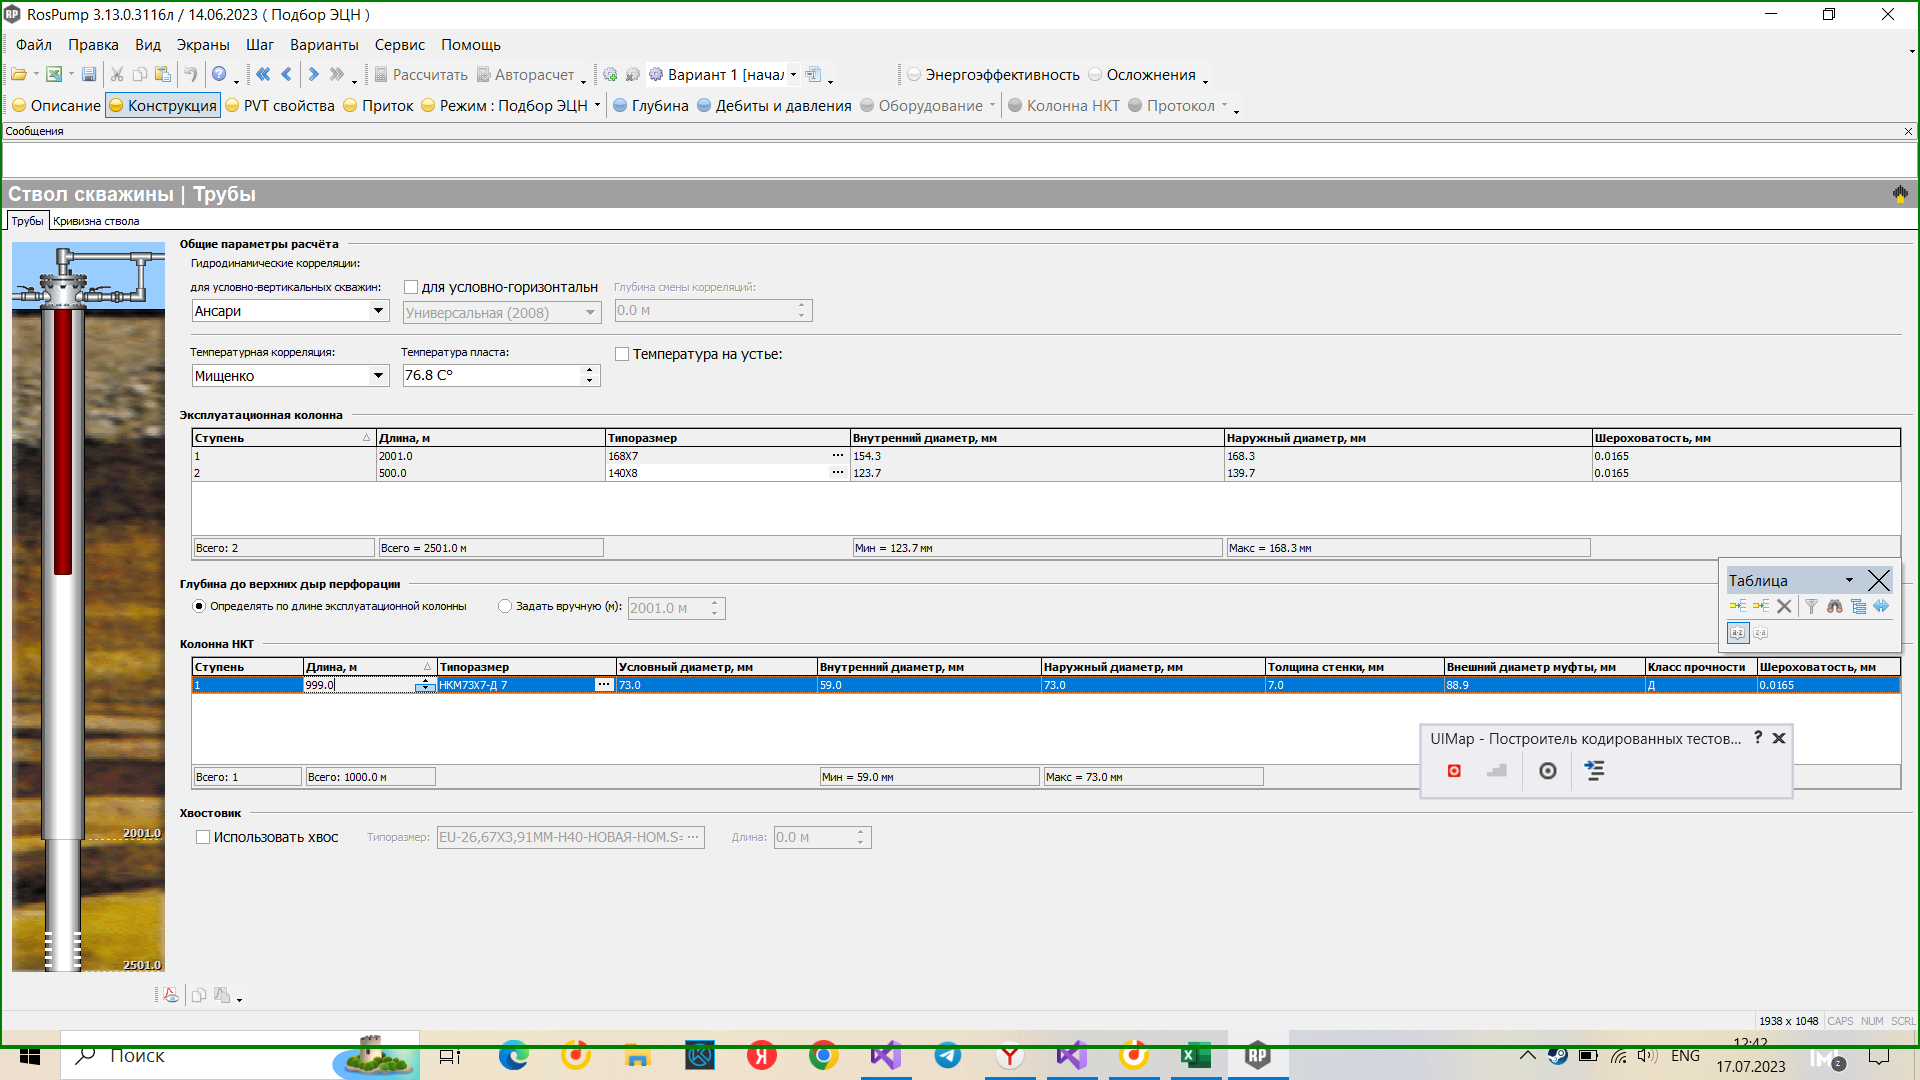 RosPump 3.13.0.3116л / 14.06.2023 ( Подбор ЭЦН )
Файл Правка Вид Экраны Шаг Варианты Сервис Помощь
Рассчитать Авторасчет Вариант 1 [начал Энергоэффективность Осложнения
Описание Конструкция PVT свойства Приток Режим : Подбор ЭЦН Глубина Дебиты и давления Оборудование Колонна НКТ Протокол
Сообщения
Ствол скважины | Трубы
Трубы Кривизна ствола
Общие параметры расчёта
Гидродинамические корреляции:
для условно-вертикальных скважин: для условно-горизонтальн Глубина смены корреляций:
Ансари Универсальная (2008) 0.0 м
Температурная корреляция: Температура пласта: Температура на устье:
Мищенко 76.8 C°
Эксплуатационная колонна
Ступень Длина, м Типоразмер Внутренний диаметр, мм Наружный диаметр, мм Шероховатость, мм
1 2001.0 168X7 ... 154.3 168.3 0.0165
2 500.0 140X8 ... 123.7 139.7 0.0165
Всего: 2 Всего = 2501.0 м Мин = 123.7 мм Макс = 168.3 мм
Глубина до верхних дыр перфорации
Определять по длине эксплуатационной колонны Задать вручную (м): 2001.0 м
Таблица
Колонна НКТ
Ступень Длина, м Типоразмер Условный диаметр, мм Внутренний диаметр, мм Наружный диаметр, мм Толщина стенки, мм Внешний диаметр муфты, мм Класс прочности Шероховатость, мм
1 999.0 НКМ73X7-Д 7 ... 73.0 59.0 73.0 7.0 88.9 Д 0.0165
UIMap - Построитель кодированных тестов... ?
Всего: 1 Всего: 1000.0 м Мин = 59.0 мм Макс = 73.0 мм
Хвостовик
Использовать хвос Типоразмер: EU-26,67X3,91ММ-H40-НОВАЯ-НОМ.S= ... Длина: 0.0 м
2001.0
2501.0
1938 x 1048 CAPS NUM SCRL
Поиск ENG 12:42
17.07.2023
2